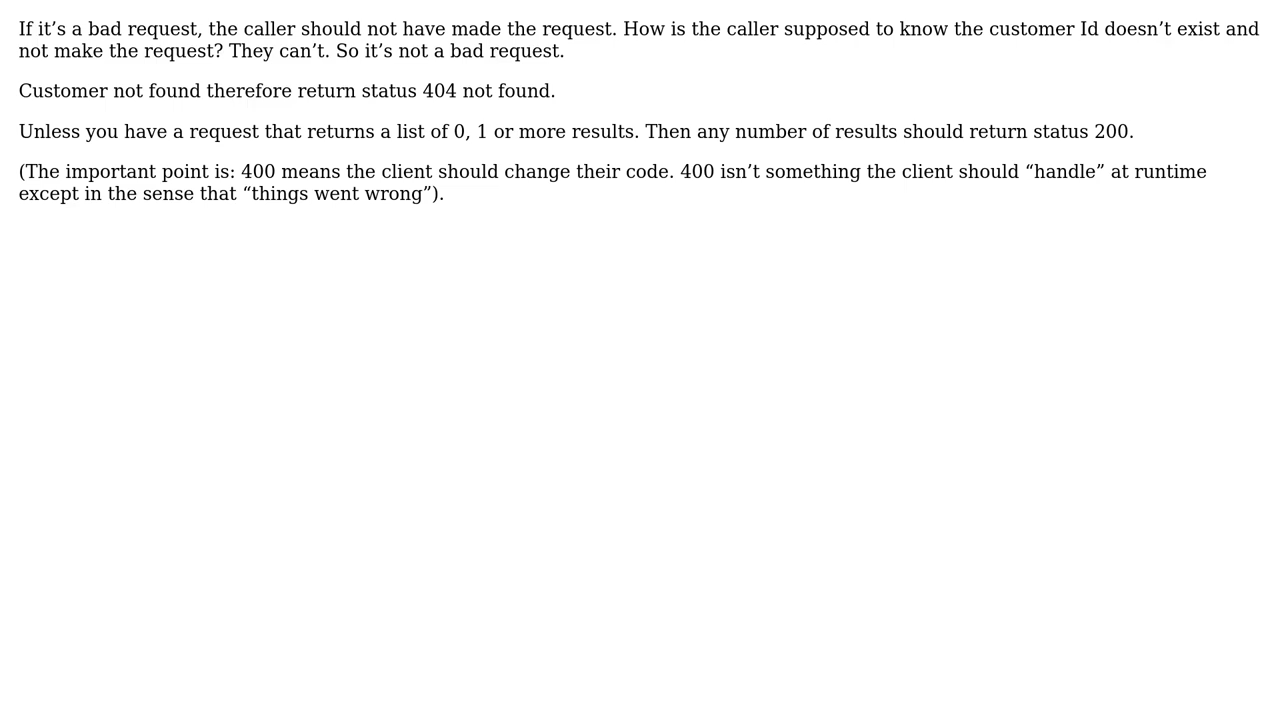 If it’s a bad request, the caller should not have made the request. How is the caller supposed to know the customer Id doesn’t exist and
not make the request? They can’t. So it’s not a bad request.
Customer not found therefore return status 404 not found.
Unless you have a request that returns a list of 0, 1 or more results. Then any number of results should return status 200.
(The important point is: 400 means the client should change their code. 400 isn’t something the client should “handle” at runtime
except in the sense that “things went wrong”).